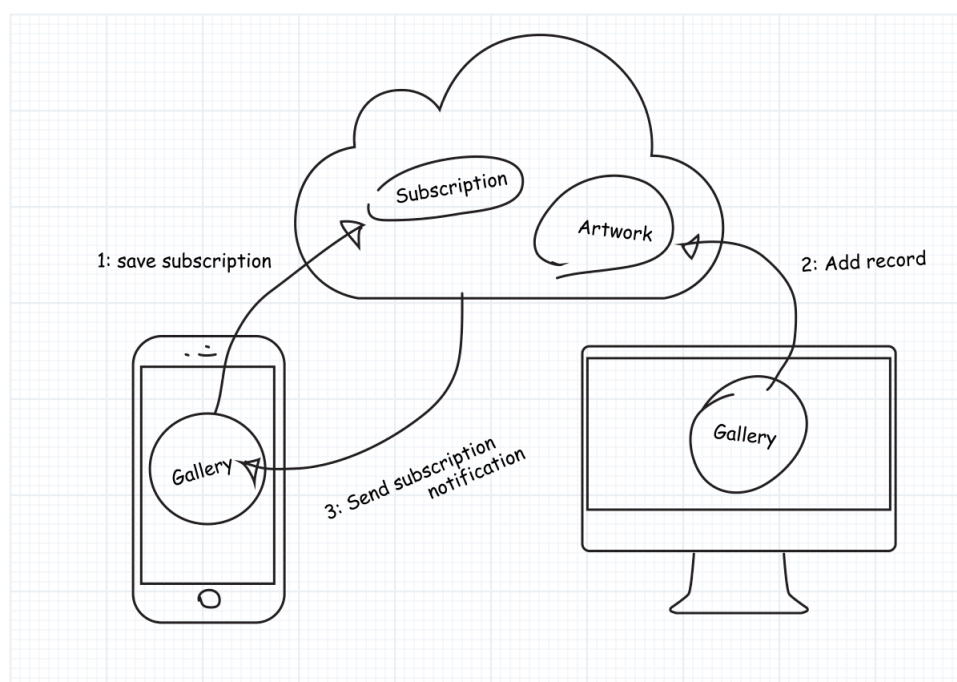 Subscription
Artwork
1: save subscription
2: Add record
Gallery
Gallery
3: Send subscription
notification